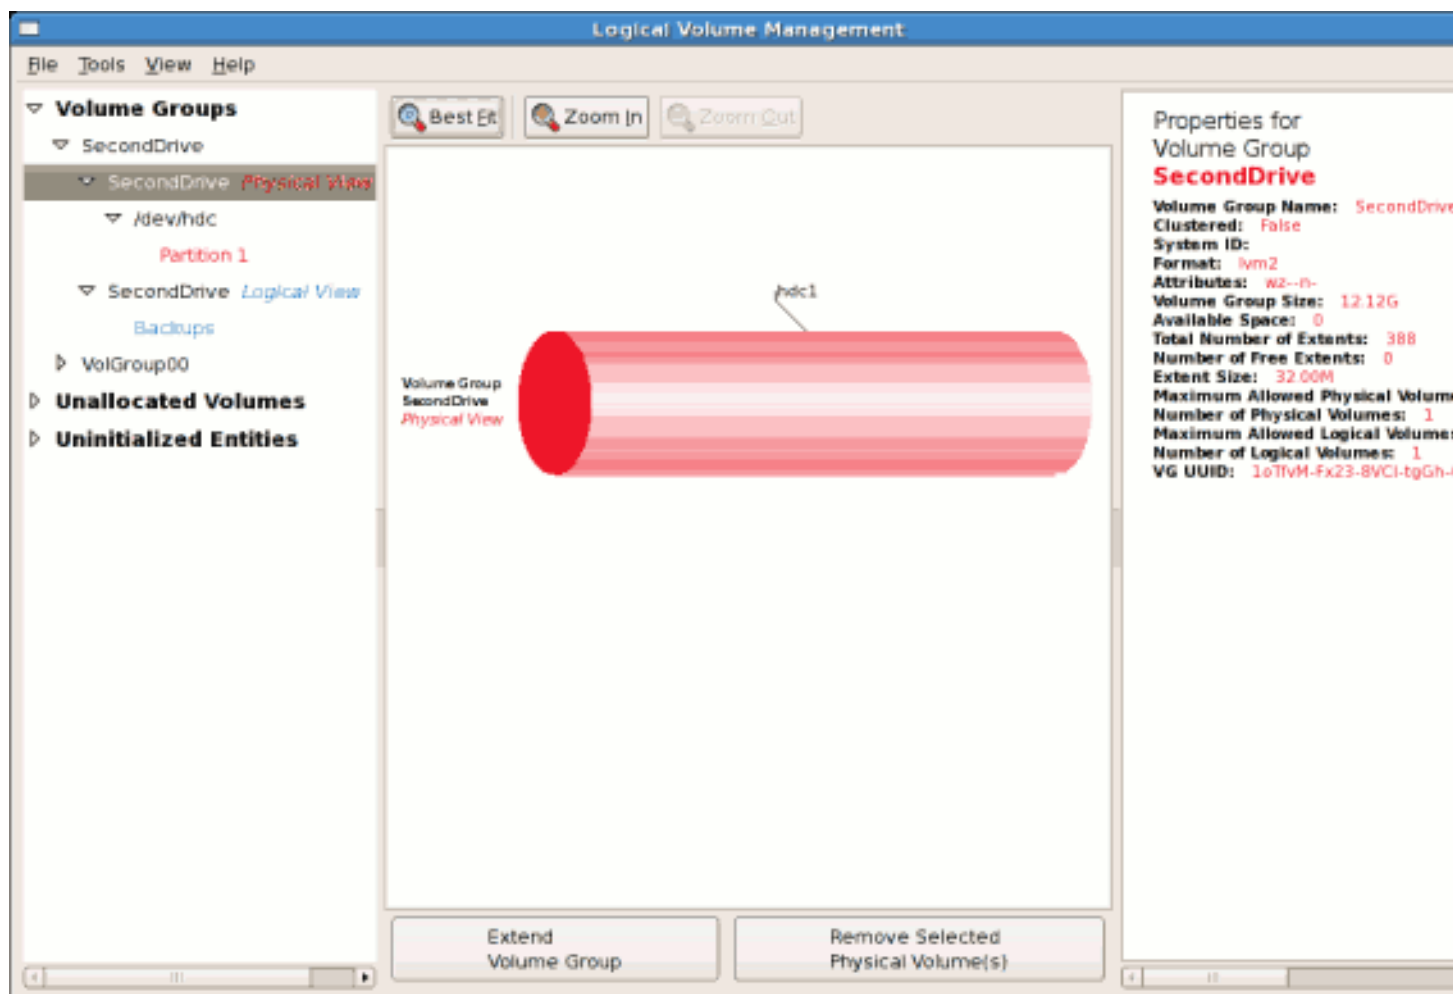 Logical Volume Management
File Tools View Help
Volume Groups
SecondDrive
SecondDrive Physical View
/dev/hdc
Partition 1
SecondDrive Logical View
Backups
VolGroup00
Unallocated Volumes
Uninitialized Entities
Best Fit Zoom In Zoom Out
hdc1
Volume Group
SecondDrive
Physical View
Extend
Volume Group
Remove Selected
Physical Volume(s)
Properties for
Volume Group
SecondDrive
Volume Group Name: SecondDrive
Clustered: False
System ID:
Format: lvm2
Attributes: wz--n-
Volume Group Size: 12.12G
Available Space: 0
Total Number of Extents: 388
Number of Free Extents: 0
Extent Size: 32.00M
Maximum Allowed Physical Volume
Number of Physical Volumes: 1
Maximum Allowed Logical Volumes
Number of Logical Volumes: 1
VG UUID: